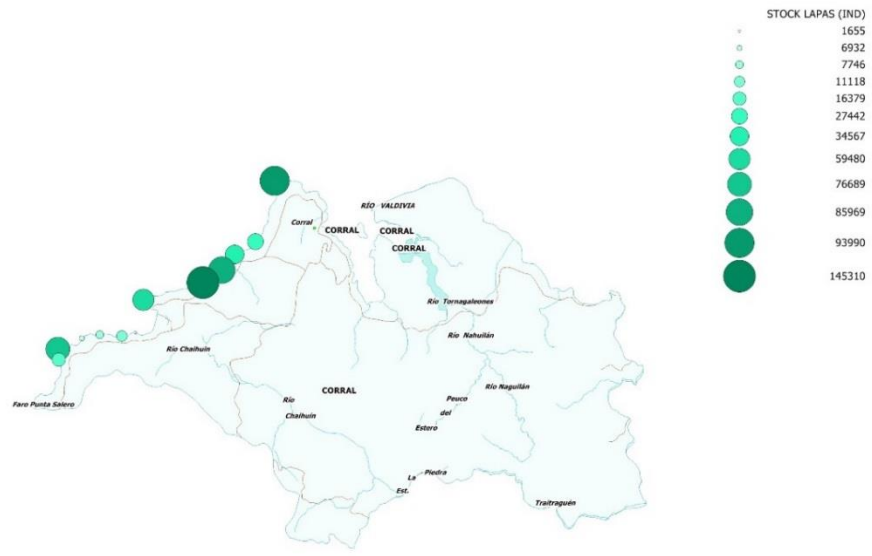 STOCK LAPAS (IND)
1655
6932
7746
11118
16379
27442
34567
59480
76689
85969
93990
145310
RÍO VALDIVIA
Corral
CORRAL
CORRAL
CORRAL
Río Tornagaleones
Río Nahuilán
Río Chaihuin
Río Naguilán
CORRAL
Río
Chaihuin
Peuco
del
Estero
Faro Punta Salero
La Piedra
Est.
Traitraguén